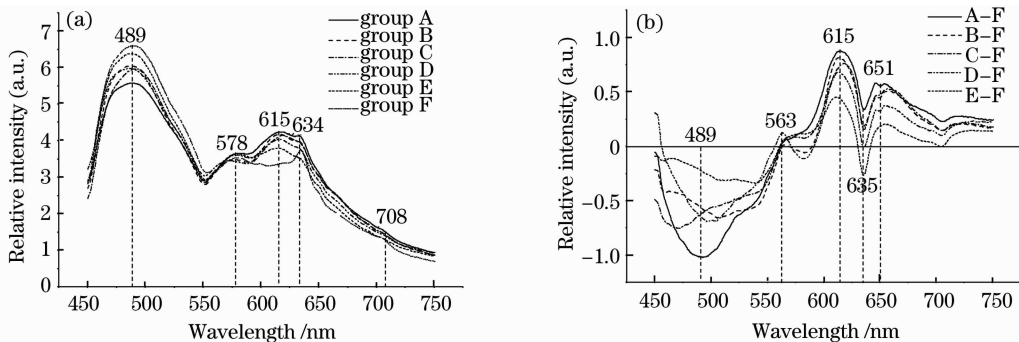 (a)
489
578
615
634
708
group A
group B
group C
group D
group E
group F
7
6
5
4
3
2
1
0
450 500 550 600 650 700 750
Relative intensity (a.u.)
Wavelength /nm
(b)
489
563
615
651
635
A-F
B-F
C-F
D-F
E-F
1.0
0.5
0
-0.5
-1.0
450 500 550 600 650 700 750
Relative intensity (a.u.)
Wavelength /nm